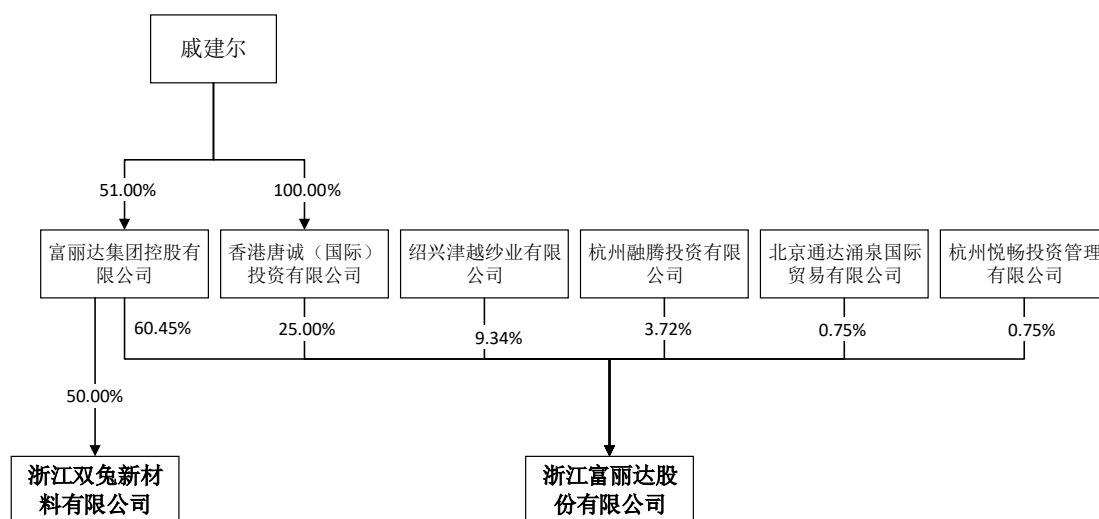 戚建尔
51.00%
100.00%
富丽达集团控股有
限公司
香港唐诚（国际）
投资有限公司
绍兴津越纱业有限
公司
杭州融腾投资有限
公司
北京通达涌泉国际
贸易有限公司
杭州悦畅投资管理
有限公司
60.45%
25.00%
9.34%
3.72%
0.75%
0.75%
50.00%
浙江双兔新材
料有限公司
浙江富丽达股
份有限公司